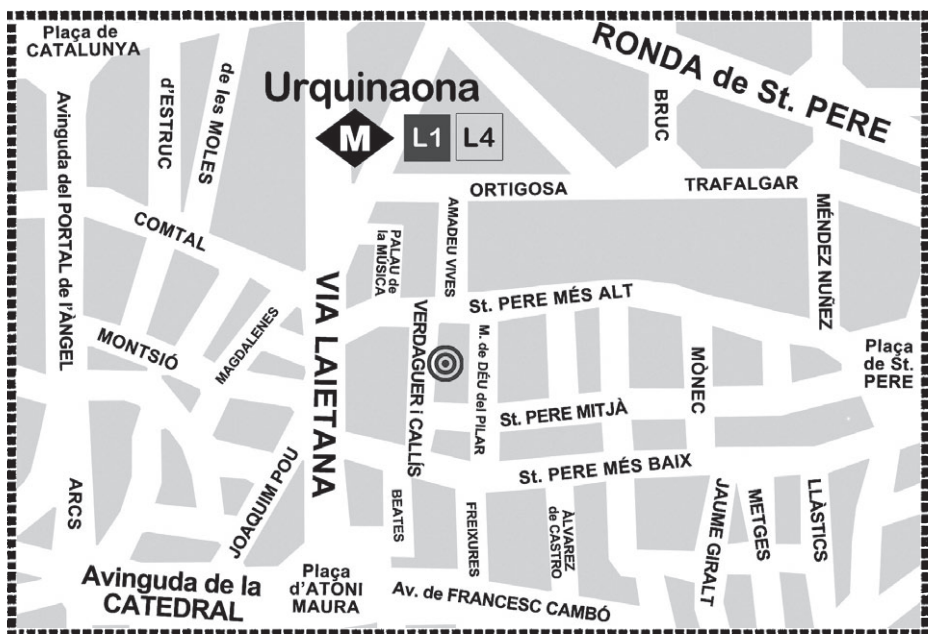 Plaça de
CATALUNYA
Avinguda del PORTAL de l'ÀNGEL
d'ESTRUC
de les MOLES
Urquinaona
M
L1
L4
RONDA de St. PERE
BRUC
ORTIGOSA
TRAFALGAR
COMTAL
PALAU de
la MÚSICA
AMADEU VIVES
MÉNDEZ NUÑEZ
St. PERE MÉS ALT
VIA LAIETANA
MAGDALENES
MONTSIÓ
VERDAGUER i CALLÍS
M. de DÉU del PILAR
MÒNEC
Plaça
de St.
PERE
St. PERE MITJÀ
St. PERE MÉS BAIX
ARCS
JOAQUIM POU
BEATES
FREIXURES
ÀLVAREZ
de CASTRO
JAUME GIRALT
METGES
LLÀSTICS
Avinguda de la
CATEDRAL
Plaça
d'ATONI
MAURA
Av. de FRANCESC CAMBÓ